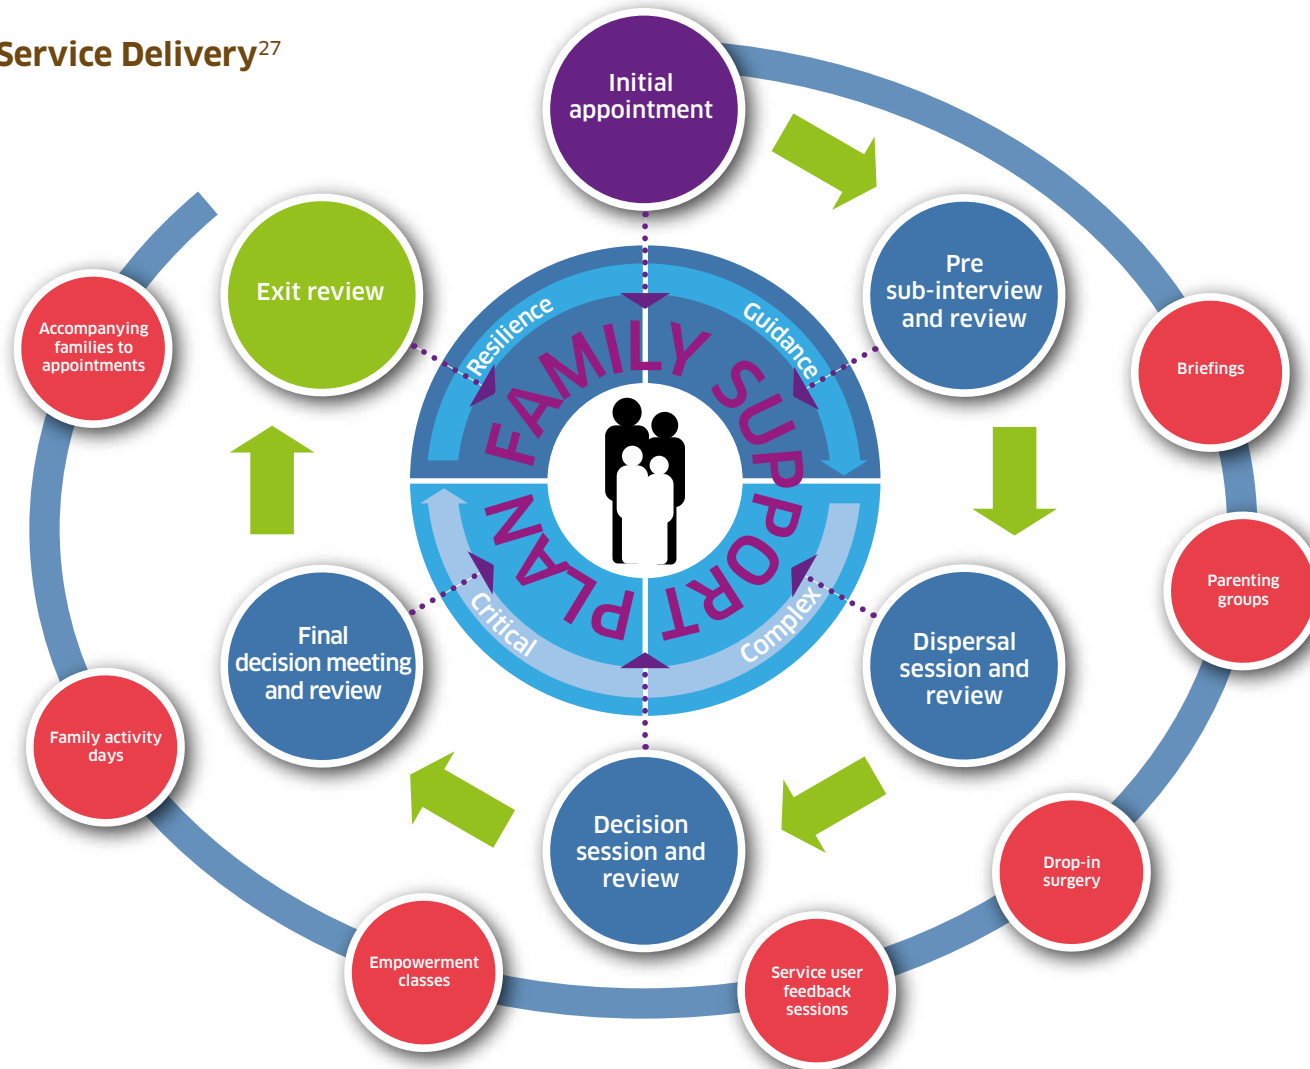 Service Delivery27
Initial
appointment
Pre
sub-interview
and review
Exit review
Accompanying
families to
appointments
Briefings
Resilience
Guidance
FAMILY SUPPORT PLAN
Critical
Complex
Parenting
groups
Final
decision meeting
and review
Dispersal
session and
review
Family activity
days
Decision
session and
review
Drop-in
surgery
Empowerment
classes
Service user
feedback
sessions